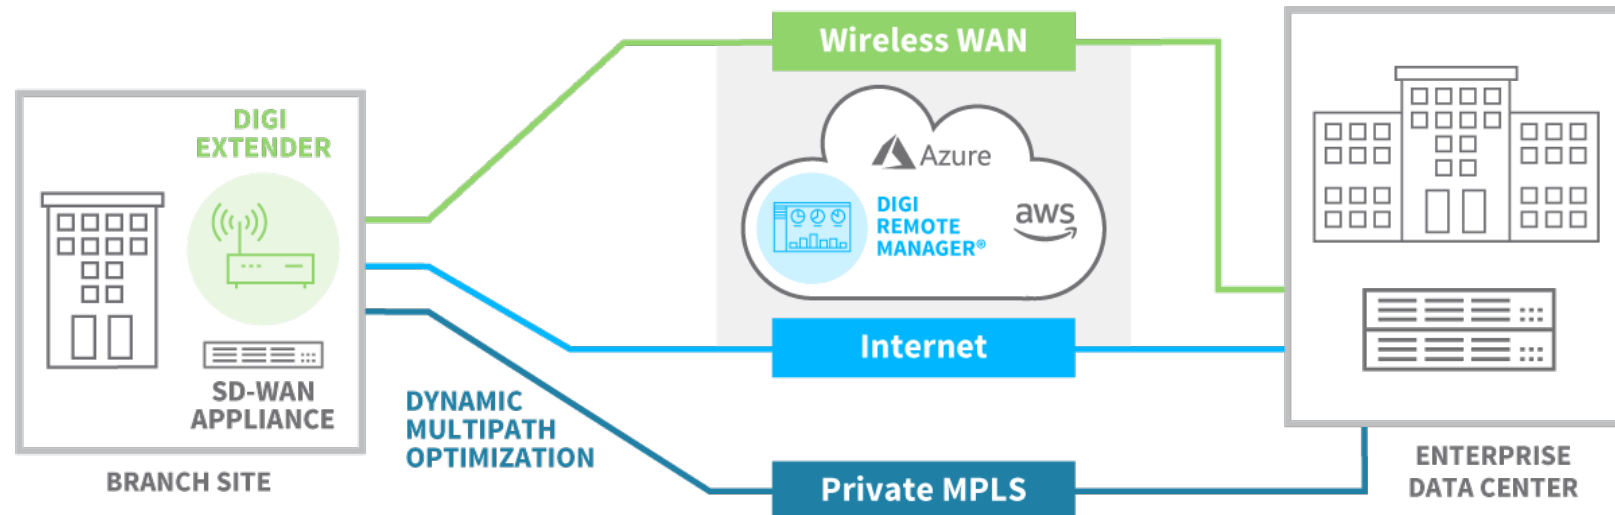 Wireless WAN
DIGI
EXTENDER
Azure
DIGI
REMOTE
MANAGER®
aws
Internet
SD-WAN
APPLIANCE
DYNAMIC
MULTIPATH
OPTIMIZATION
BRANCH SITE
Private MPLS
ENTERPRISE
DATA CENTER